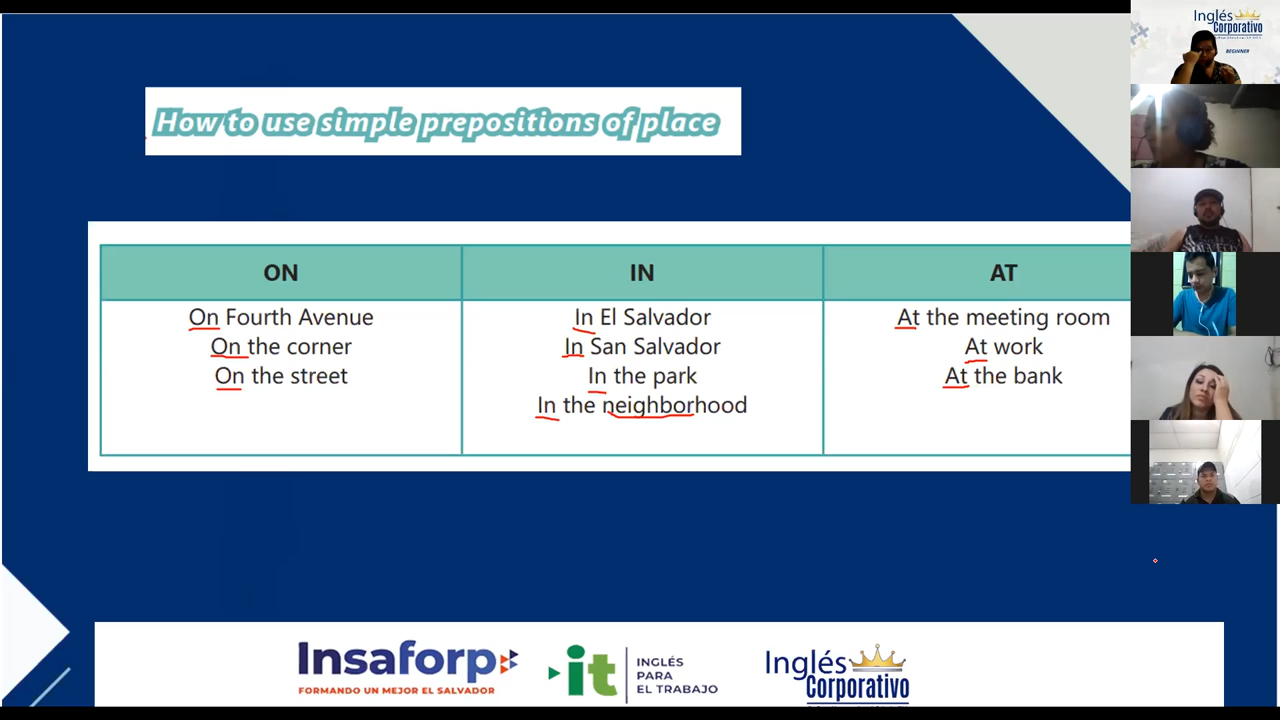 How to use simple prepositions of place
ON
On Fourth Avenue
On the corner
On the street
IN
In El Salvador
In San Salvador
In the park
In the neighborhood
AT
At the meeting room
At work
At the bank
Insaforp
FORMANDO UN MEJOR EL SALVADOR
it
INGLÉS
PARA
EL TRABAJO
Inglés
Corporativo
Inglés
Corporativo
BEGINNER